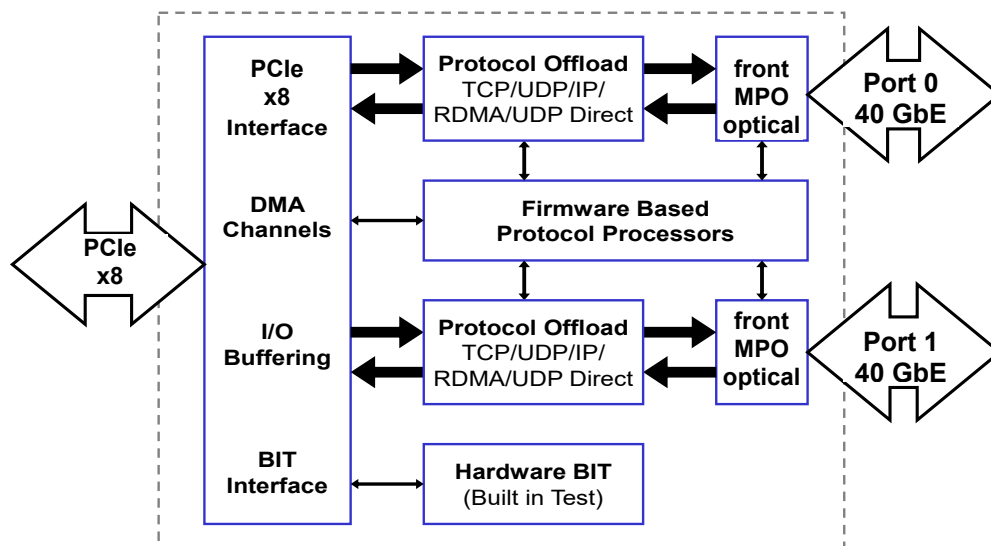 PCIe
x8
PCIe
x8
Interface
DMA
Channels
I/O
Buffering
BIT
Interface
Protocol Offload
TCP/UDP/IP/
RDMA/UDP Direct
front
MPO
optical
Port 0
40 GbE
Firmware Based
Protocol Processors
Protocol Offload
TCP/UDP/IP/
RDMA/UDP Direct
front
MPO
optical
Port 1
40 GbE
Hardware BIT
(Built in Test)